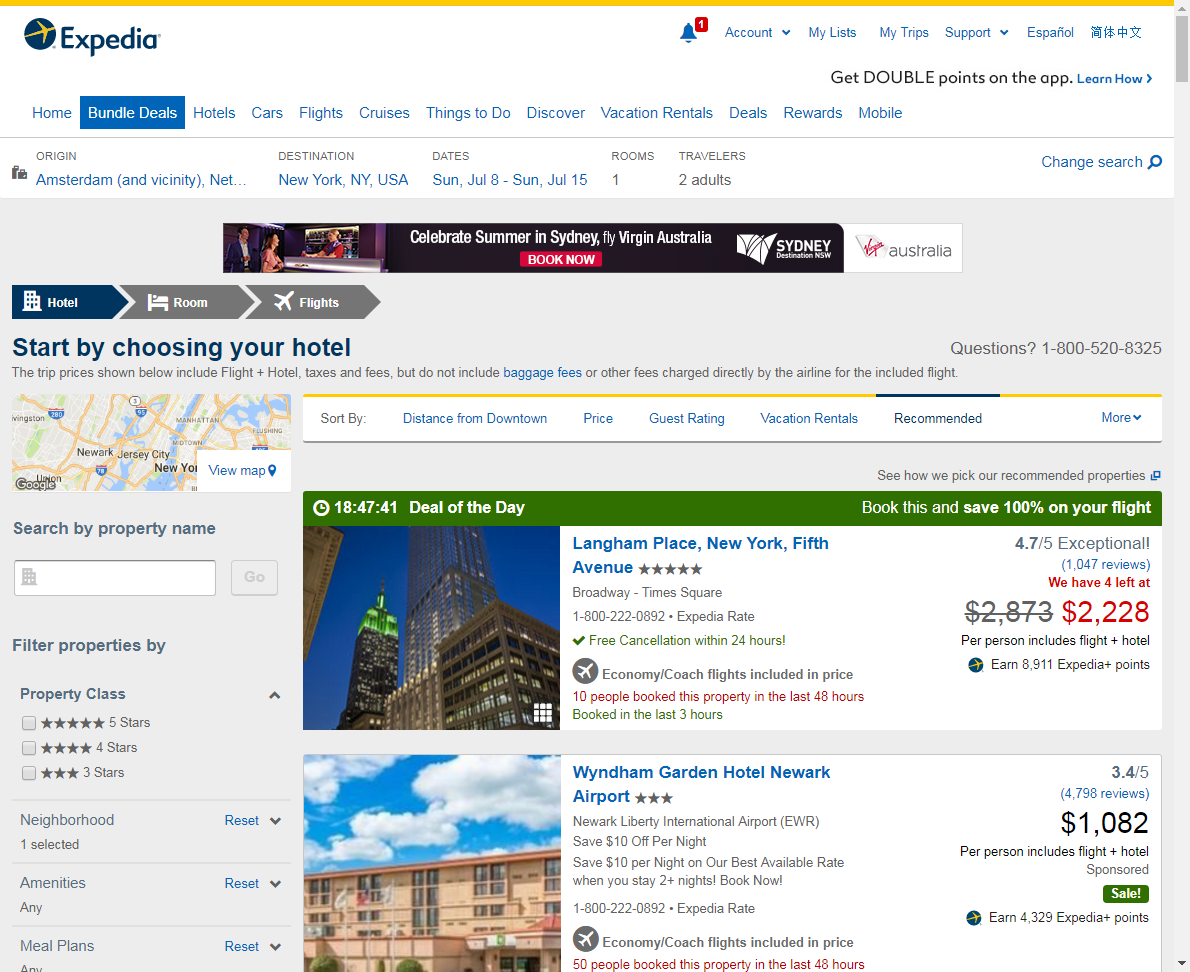 Expedia
1
Account
My Lists
My Trips
Support
Español
简体中文
Get DOUBLE points on the app. Learn How
Home
Bundle Deals
Hotels
Cars
Flights
Cruises
Things to Do
Discover
Vacation Rentals
Deals
Rewards
Mobile
ORIGIN
Amsterdam (and vicinity), Net...
DESTINATION
New York, NY, USA
DATES
Sun, Jul 8 - Sun, Jul 15
ROOMS
1
TRAVELERS
2 adults
Change search
Celebrate Summer in Sydney, fly Virgin Australia
BOOK NOW
SYDNEY
Destination NSW
Virgin australia
Hotel
Room
Flights
Start by choosing your hotel
Questions? 1-800-520-8325
The trip prices shown below include Flight + Hotel, taxes and fees, but do not include baggage fees or other fees charged directly by the airline for the included flight.
ivingston
280
3
95
MANHATTAN
FLUSHING
MIDTOWN
Newark
Jersey City
78
New Yor
Union
Google
View map
Sort By:
Distance from Downtown
Price
Guest Rating
Vacation Rentals
Recommended
More
See how we pick our recommended properties
Search by property name
Go
Filter properties by
Property Class
★★★★★ 5 Stars
★★★★ 4 Stars
★★★ 3 Stars
Neighborhood
Reset
1 selected
Amenities
Reset
Any
Meal Plans
Reset
Any
18:47:41 Deal of the Day
Book this and save 100% on your flight
Langham Place, New York, Fifth
Avenue ★★★★★
Broadway - Times Square
1-800-222-0892 • Expedia Rate
Free Cancellation within 24 hours!
Economy/Coach flights included in price
10 people booked this property in the last 48 hours
Booked in the last 3 hours
4.7/5 Exceptional!
(1,047 reviews)
We have 4 left at
$2,873 $2,228
Per person includes flight + hotel
Earn 8,911 Expedia+ points
Wyndham Garden Hotel Newark
Airport ★★★
Newark Liberty International Airport (EWR)
Save $10 Off Per Night
Save $10 per Night on Our Best Available Rate
when you stay 2+ nights! Book Now!
1-800-222-0892 • Expedia Rate
Economy/Coach flights included in price
50 people booked this property in the last 48 hours
3.4/5
(4,798 reviews)
$1,082
Per person includes flight + hotel
Sponsored
Sale!
Earn 4,329 Expedia+ points